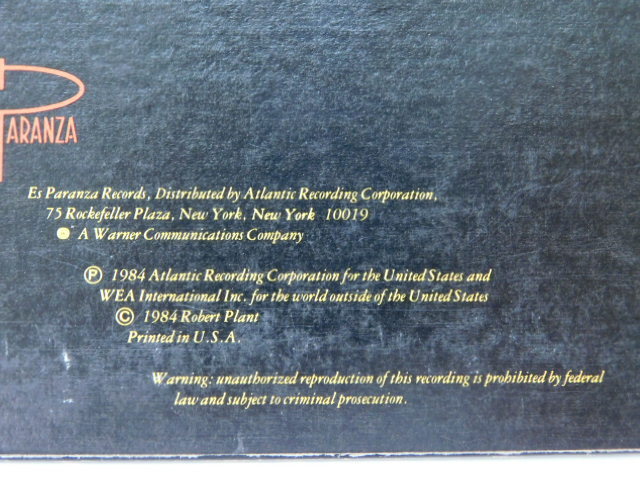 PARANZA
Es Paranza Records, Distributed by Atlantic Recording Corporation,
75 Rockefeller Plaza, New York, New York 10019
A Warner Communications Company
Ⓟ 1984 Atlantic Recording Corporation for the United States and
WEA International Inc. for the world outside of the United States
© 1984 Robert Plant
Printed in U.S.A.
Warning: unauthorized reproduction of this recording is prohibited by federal
law and subject to criminal prosecution.